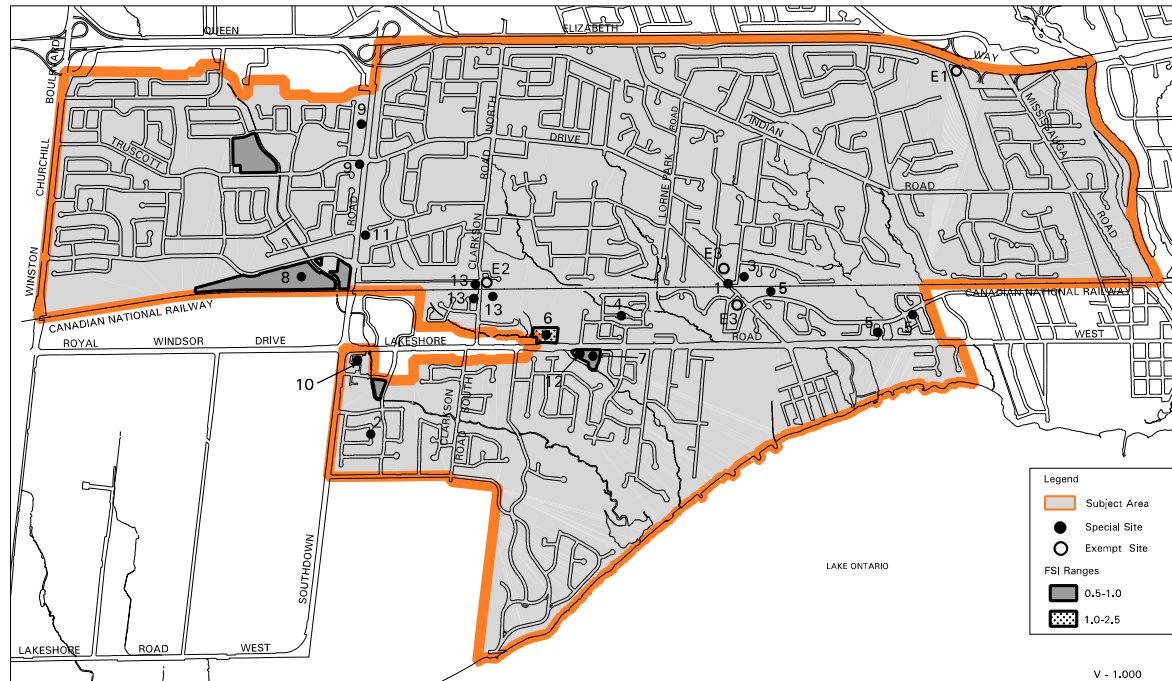 QUEEN
ELIZABETH
WAY
BOULEVARD
CHURCHILL
WINSTON
TRUSCOTT
DRIVE
NORTH
ROAD
CLARKSON
ROAD
ROAD
LORNE PARK
INDIAN
ROAD
MISSISSAUGA
ROAD
E1
9
9
11
8
E2
13
13
13
E3
1
3
5
E3
4
6
5
5
CANADIAN NATIONAL RAILWAY
CANADIAN NATIONAL RAILWAY
ROYAL
WINDSOR
DRIVE
LAKESHORE
ROAD
WEST
10
12
7
2
CLARKSON
ROAD
SOUTH
SOUTHDOWN
LAKESHORE
ROAD
WEST
LAKE ONTARIO
Legend
Subject Area
Special Site
Exempt Site
FSI Ranges
0.5-1.0
1.0-2.5
V - 1.000